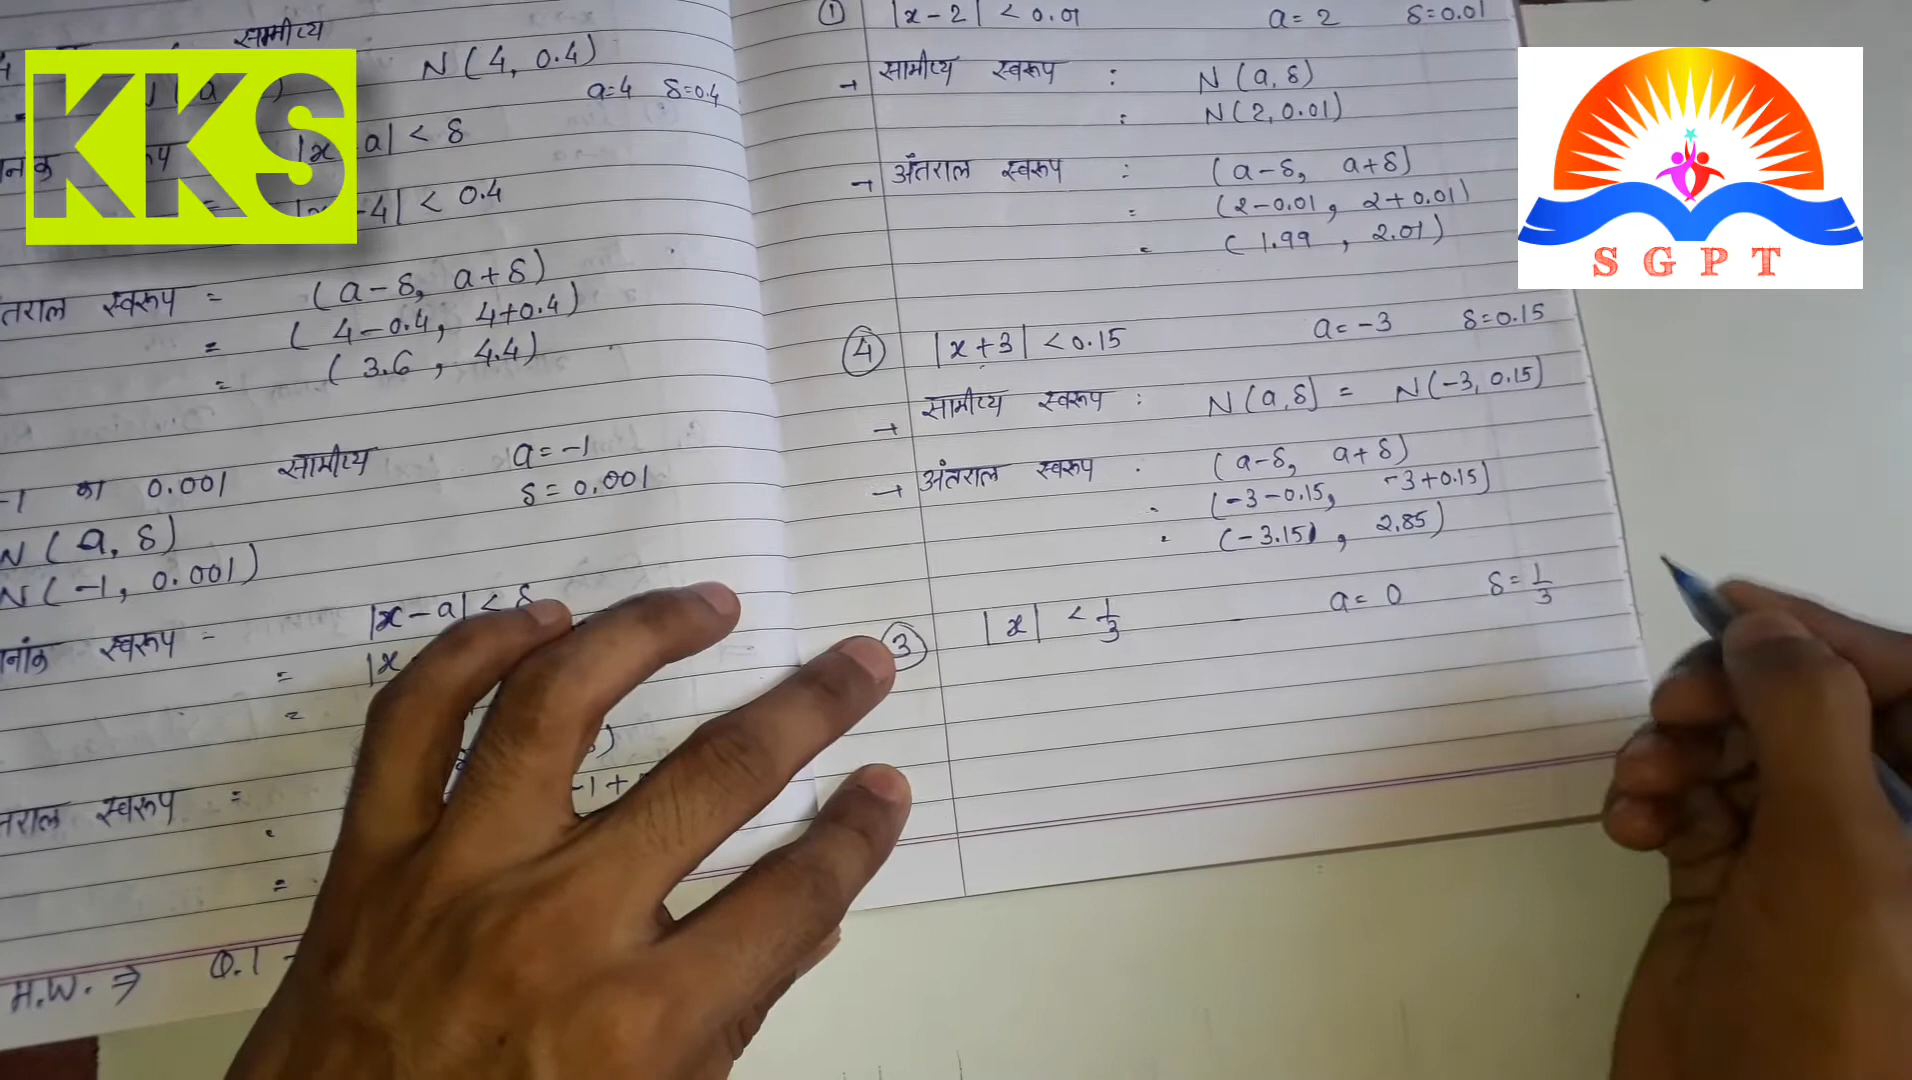 KKS
सामीप्य
N (4, 0.4)
a=4 δ=0.4
|x-a| < δ
-4| < 0.4
स्वरूप = (a-δ, a+δ)
= ( 4-0.4, 4+0.4)
= ( 3.6 , 4.4)
-1 का 0.001 सामीप्य a=-1
δ=0.001
N ( a, δ)
N (-1, 0.001)
स्वरूप = |x-a| < δ
= |x
=
स्वरूप =
-1+
=
H.W. ⇒ Q.1 -
① |x-2| < 0.01 a=2 δ=0.01
→ सामीप्य स्वरूप : N (a, δ)
= N(2, 0.01)
→ अंतराल स्वरूप : (a-δ, a+δ)
= (2-0.01, 2+0.01)
= (1.99 , 2.01)
④ |x+3| <0.15 a=-3 δ=0.15
→ सामीप्य स्वरूप : N (a, δ) = N(-3, 0.15)
→ अंतराल स्वरूप . (a-δ, a+δ)
= (-3-0.15, -3+0.15)
= (-3.15) , 2.85)
③ |x| < 1/3 a= 0 δ= 1/3
SGPT